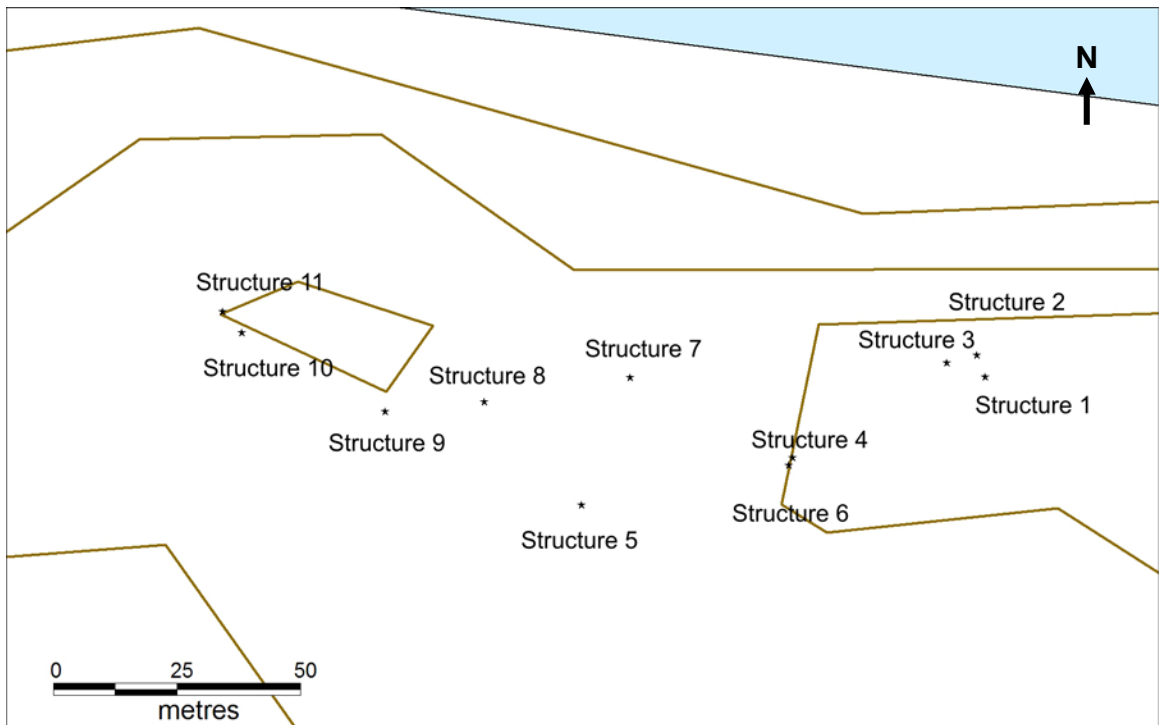 N
Structure 11
Structure 2
Structure 3
Structure 7
Structure 10
Structure 8
Structure 1
Structure 9
Structure 4
Structure 6
Structure 5
0 25 50
metres